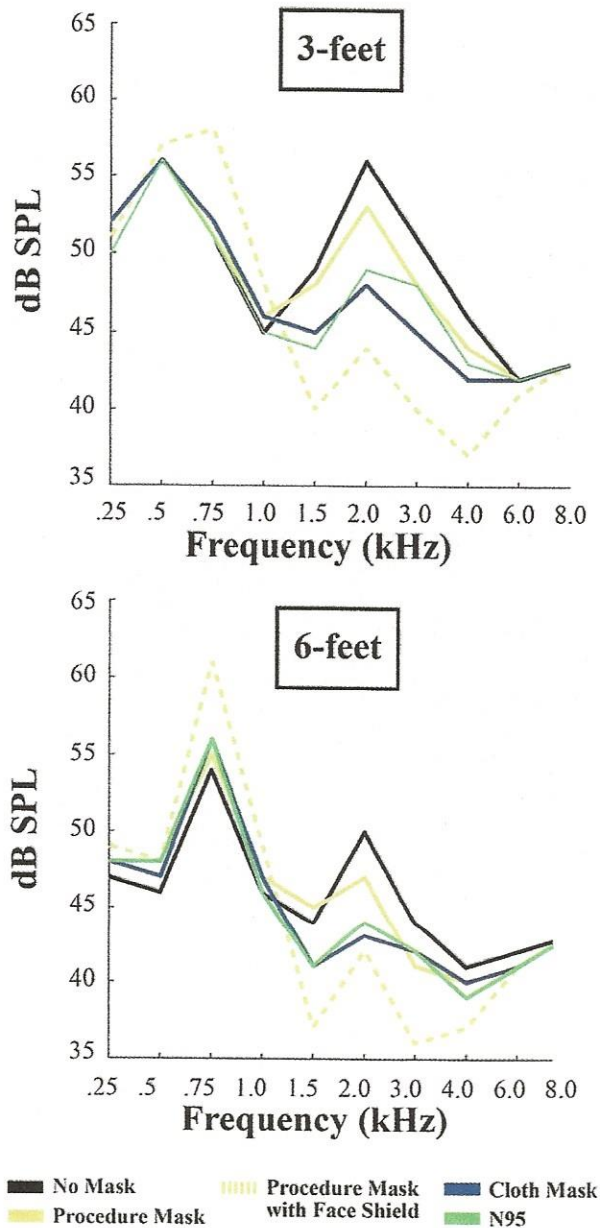 3-feet
65
60
55
50
45
40
35
dB SPL
.25 .5 .75 1.0 1.5 2.0 3.0 4.0 6.0 8.0
Frequency (kHz)
6-feet
65
60
55
50
45
40
35
dB SPL
.25 .5 .75 1.0 1.5 2.0 3.0 4.0 6.0 8.0
Frequency (kHz)
No Mask
Procedure Mask
Procedure Mask
with Face Shield
Cloth Mask
N95